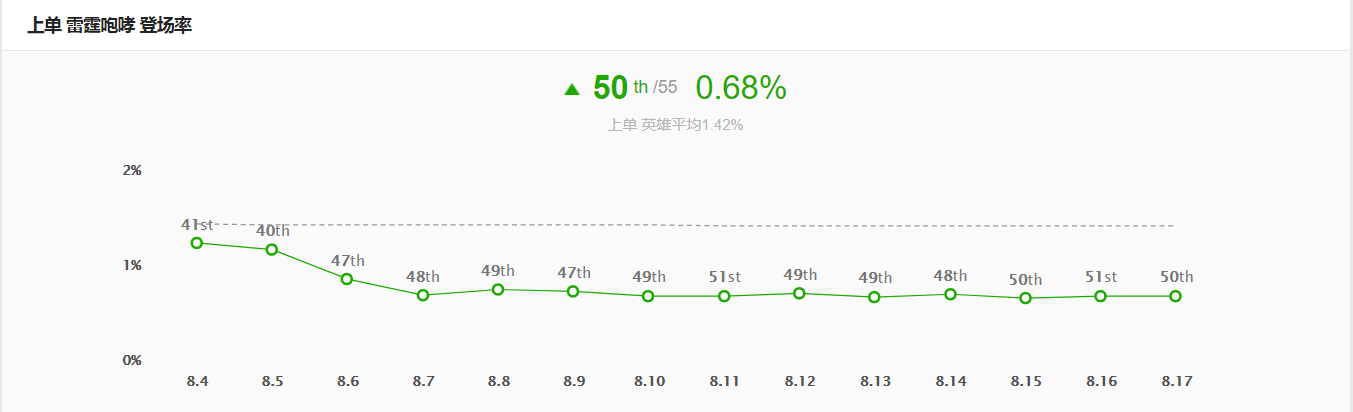 上单 雷霆咆哮 登场率
50 th /55 0.68%
上单 英雄平均1.42%
2%
41st 40th 47th 48th 49th 47th 49th 51st 49th 49th 48th 50th 51st 50th
1%
0%
8.4 8.5 8.6 8.7 8.8 8.9 8.10 8.11 8.12 8.13 8.14 8.15 8.16 8.17